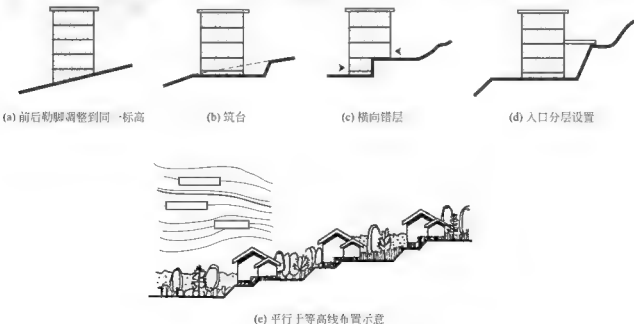 (a) 前后勒脚调整到同一标高
(b) 筑台
(c) 横向错层
(d) 入口分层设置
(e) 平行于等高线布置示意